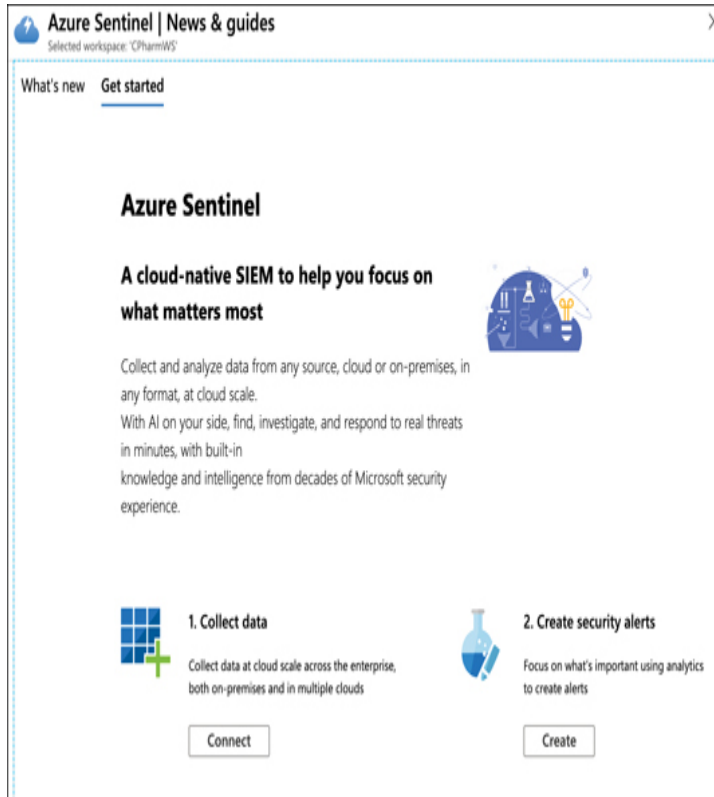 Azure Sentinel | News & guides
Selected workspace: 'CPharmWS'
What's new Get started
Azure Sentinel
A cloud-native SIEM to help you focus on
what matters most
Collect and analyze data from any source, cloud or on-premises, in
any format, at cloud scale.
With AI on your side, find, investigate, and respond to real threats
in minutes, with built-in
knowledge and intelligence from decades of Microsoft security
experience.
1. Collect data
Collect data at cloud scale across the enterprise,
both on-premises and in multiple clouds
Connect
2. Create security alerts
Focus on what's important using analytics
to create alerts
Create